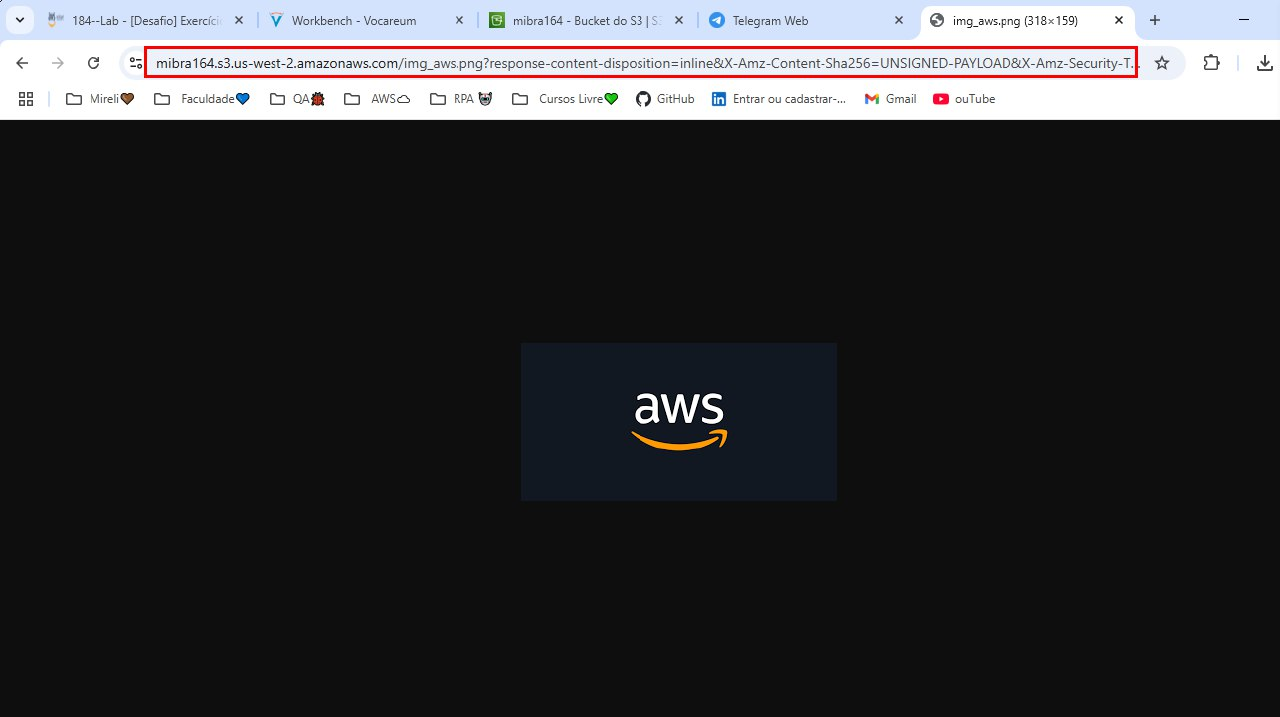 184--Lab - [Desafio] Exercíci
Workbench - Vocareum
mibra164 - Bucket do S3 | S3
Telegram Web
img_aws.png (318×159)
mibra164.s3.us-west-2.amazonaws.com/img_aws.png?response-content-disposition=inline&X-Amz-Content-Sha256=UNSIGNED-PAYLOAD&X-Amz-Security-T...
Mireli
Faculdade
QA
AWS
RPA
Cursos Livre
GitHub
Entrar ou cadastrar-...
Gmail
ouTube
aws